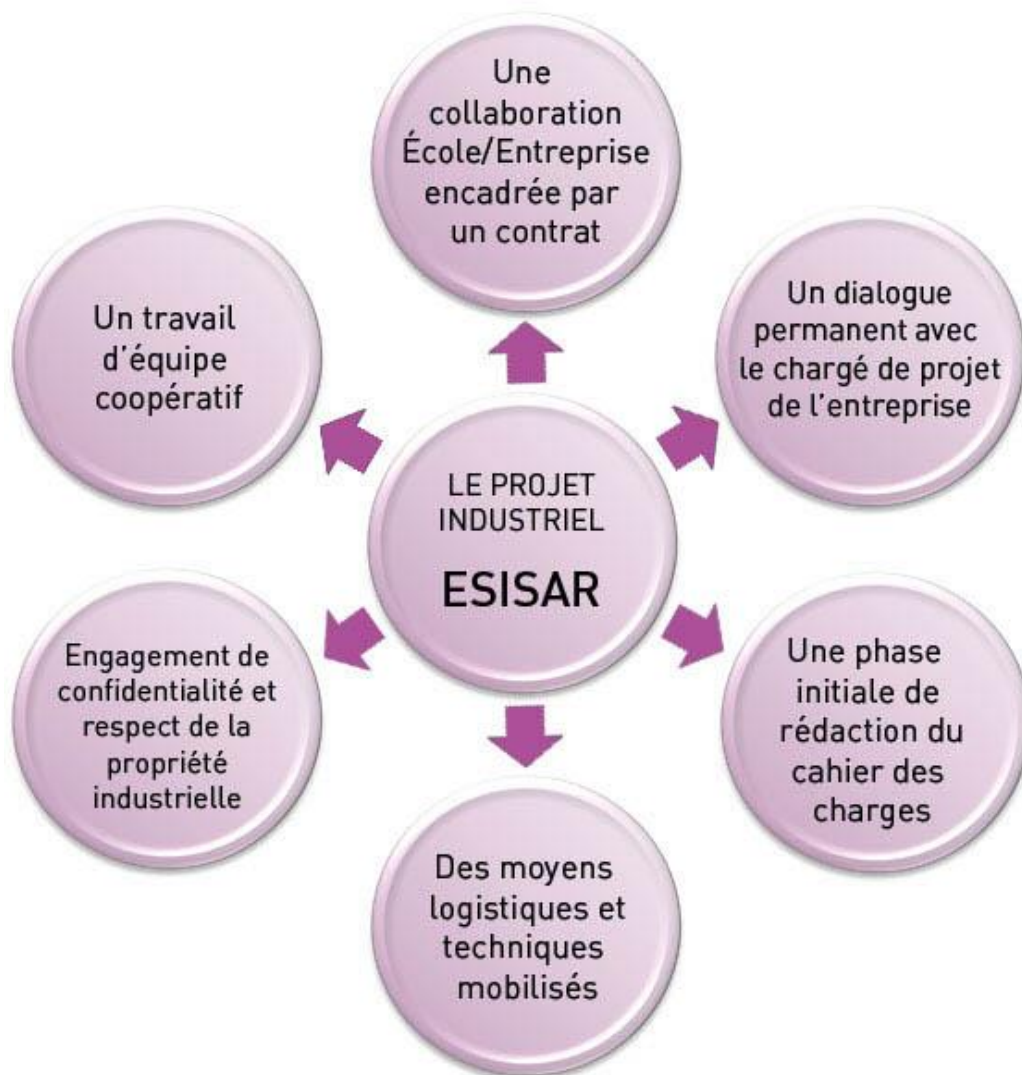 Une
collaboration
École/Entreprise
encadrée par
un contrat
Un dialogue
permanent avec
le chargé de projet
de l'entreprise
Une phase
initiale de
rédaction du
cahier des
charges
Des moyens
logistiques et
techniques
mobilisés
Engagement de
confidentialité et
respect de la
propriété
industrielle
Un travail
d'équipe
coopératif
LE PROJET
INDUSTRIEL
ESISAR